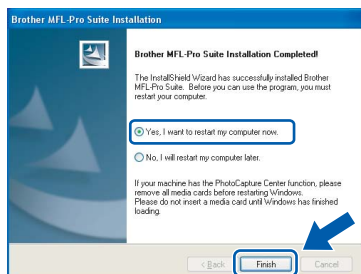 Brother MFL-Pro Suite Installation
Brother MFL-Pro Suite Installation Completed!
The InstallShield Wizard has successfully installed Brother
MFL-Pro Suite. Before you can use the program, you must
restart your computer.
Yes, I want to restart my computer now.
No, I will restart my computer later.
If your machine has the PhotoCapture Center function, please
remove all media cards before restarting Windows.
Please do not insert a media card until Windows has finished
loading.
< Back Finish Cancel